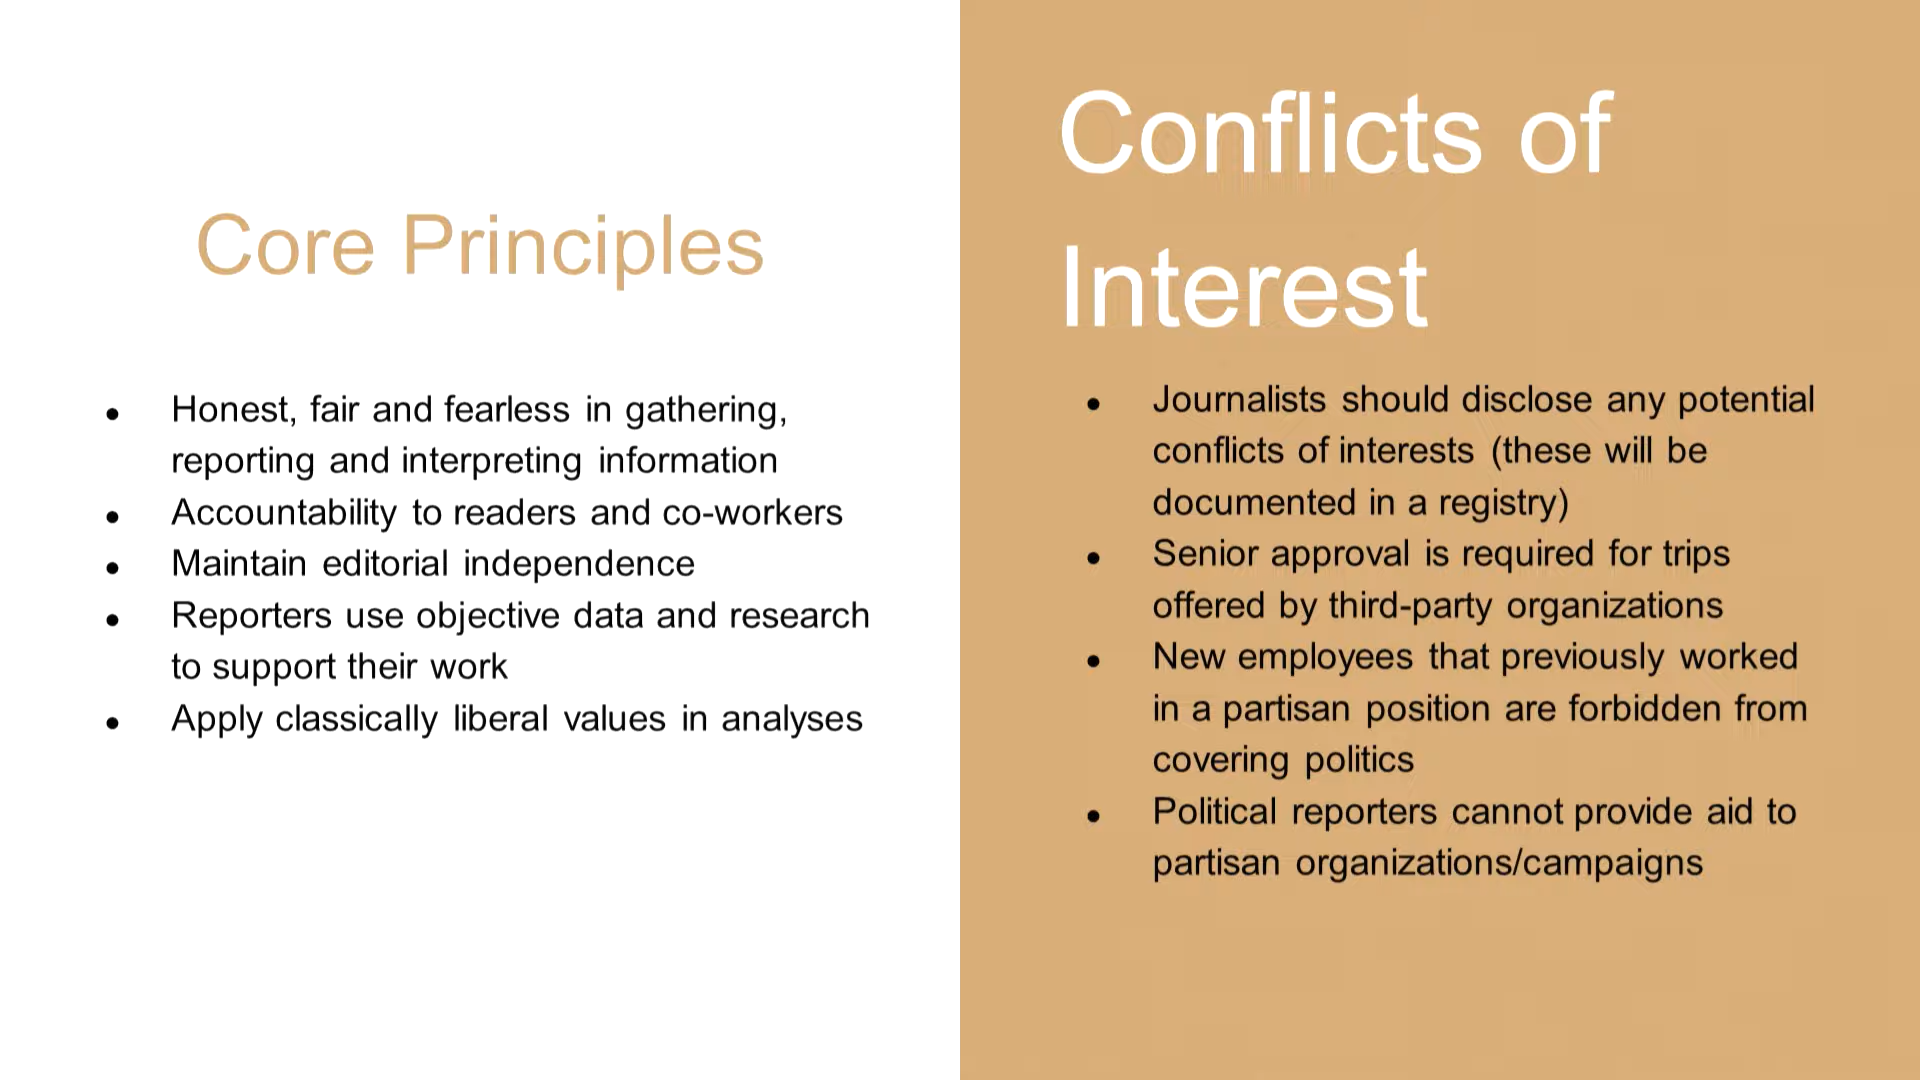 Core Principles
● Honest, fair and fearless in gathering,
reporting and interpreting information
● Accountability to readers and co-workers
● Maintain editorial independence
● Reporters use objective data and research
to support their work
● Apply classically liberal values in analyses
Conflicts of
Interest
● Journalists should disclose any potential
conflicts of interests (these will be
documented in a registry)
● Senior approval is required for trips
offered by third-party organizations
● New employees that previously worked
in a partisan position are forbidden from
covering politics
● Political reporters cannot provide aid to
partisan organizations/campaigns